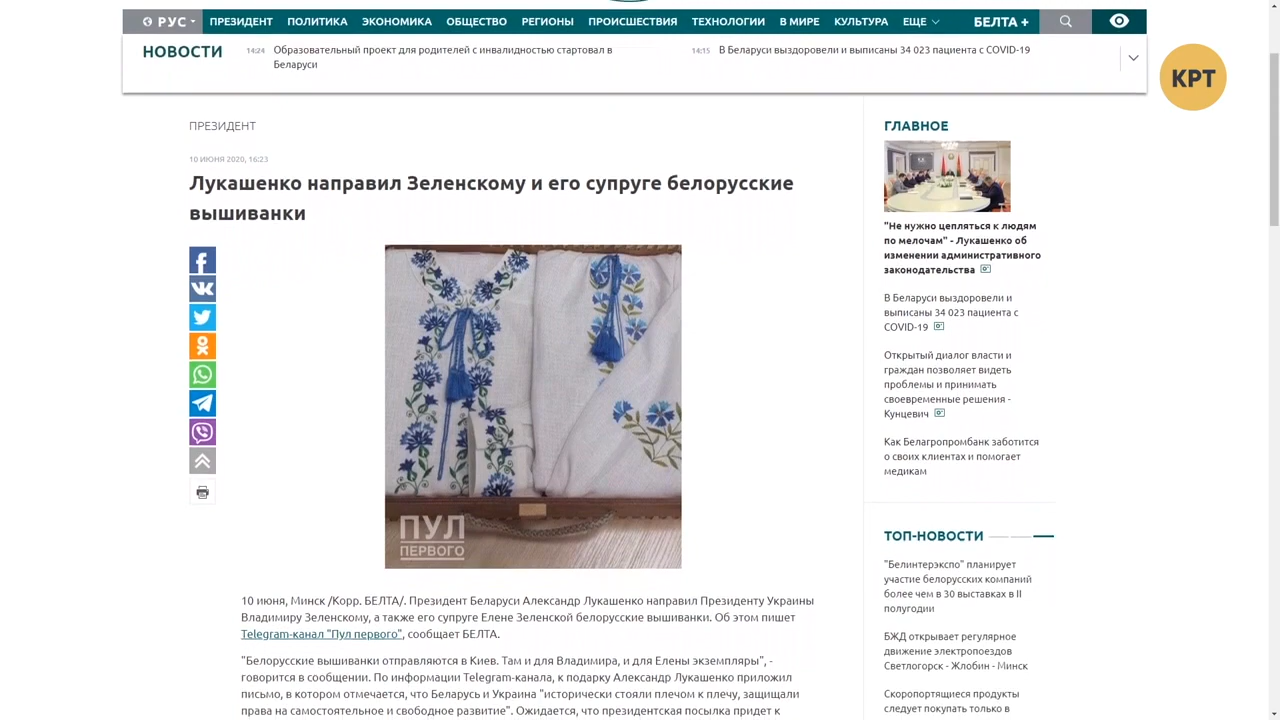 РУС
ПРЕЗИДЕНТ ПОЛИТИКА ЭКОНОМИКА ОБЩЕСТВО РЕГИОНЫ ПРОИСШЕСТВИЯ ТЕХНОЛОГИИ В МИРЕ КУЛЬТУРА ЕЩЕ БЕЛТА +
НОВОСТИ
14:24 Образовательный проект для родителей с инвалидностью стартовал в
Беларуси
14:15 В Беларуси выздоровели и выписаны 34 023 пациента с COVID-19
КРТ
ПРЕЗИДЕНТ
10 ИЮНЯ 2020, 16:23
Лукашенко направил Зеленскому и его супруге белорусские
вышиванки
ПУЛ
ПЕРВОГО
10 июня, Минск /Корр. БЕЛТА/. Президент Беларуси Александр Лукашенко направил Президенту Украины
Владимиру Зеленскому, а также его супруге Елене Зеленской белорусские вышиванки. Об этом пишет
Telegram-канал "Пул первого", сообщает БЕЛТА.
"Белорусские вышиванки отправляются в Киев. Там и для Владимира, и для Елены экземпляры", -
говорится в сообщении. По информации Telegram-канала, к подарку Александр Лукашенко приложил
письмо, в котором отмечается, что Беларусь и Украина "исторически стояли плечом к плечу, защищали
права на самостоятельное и свободное развитие". Ожидается, что президентская посылка придет к
ГЛАВНОЕ
"Не нужно цепляться к людям
по мелочам" - Лукашенко об
изменении административного
законодательства
В Беларуси выздоровели и
выписаны 34 023 пациента с
COVID-19
Открытый диалог власти и
граждан позволяет видеть
проблемы и принимать
своевременные решения -
Кунцевич
Как Белагропромбанк заботится
о своих клиентах и помогает
медикам
ТОП-НОВОСТИ
"Белинтерэкспо" планирует
участие белорусских компаний
более чем в 30 выставках в II
полугодии
БЖД открывает регулярное
движение электропоездов
Светлогорск - Жлобин - Минск
Скоропортящиеся продукты
следует покупать только в